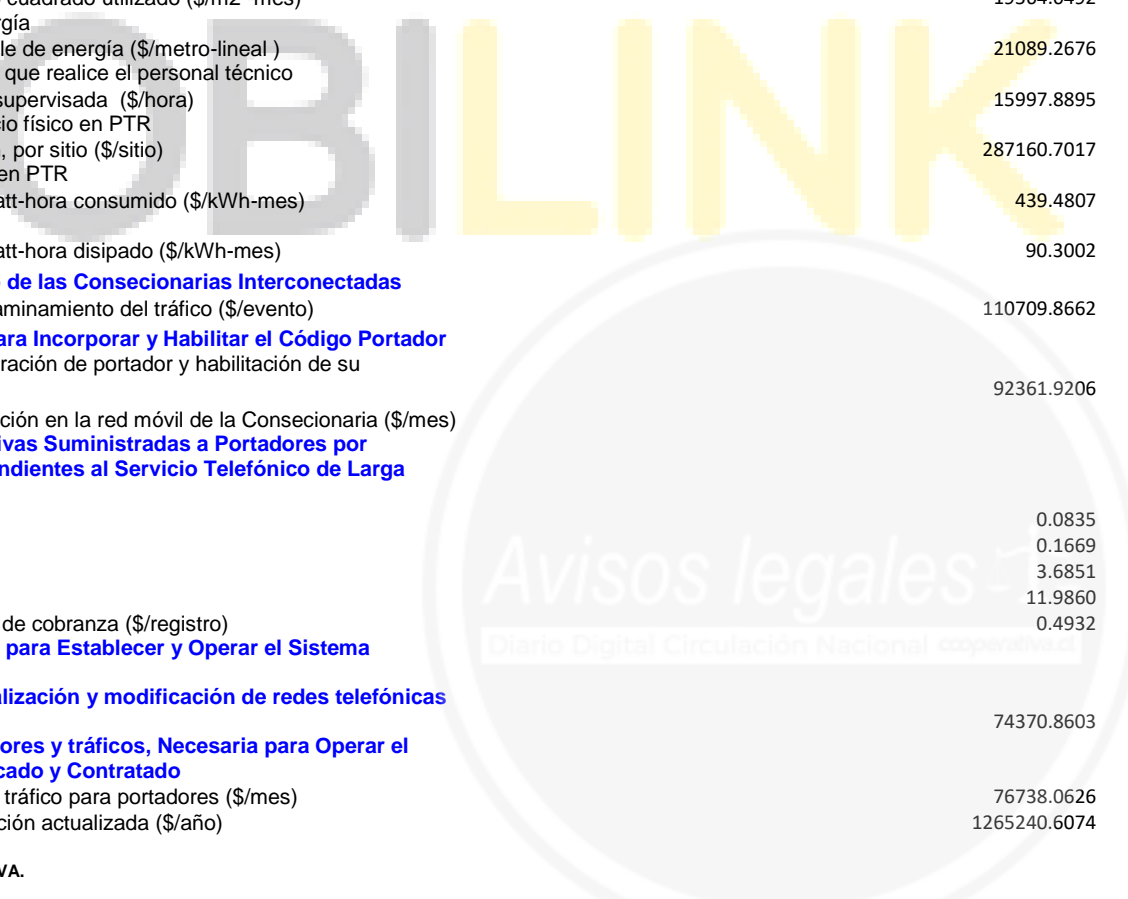 cuadrado utilizado ($/m2 -mes)
rgía
le de energía ($/metro-lineal ) 21089.2676
que realice el personal técnico
supervisada ($/hora) 15997.8895
cio físico en PTR
, por sitio ($/sitio) 287160.7017
en PTR
att-hora consumido ($/kWh-mes) 439.4807
att-hora disipado ($/kWh-mes) 90.3002
de las Consecionarias Interconectadas
aminamiento del tráfico ($/evento) 110709.8662
ara Incorporar y Habilitar el Código Portador
ración de portador y habilitación de su
92361.9206
ción en la red móvil de la Consecionaria ($/mes)
ivas Suministradas a Portadores por
ndientes al Servicio Telefónico de Larga
0.0835
0.1669
3.6851
11.9860
de cobranza ($/registro) 0.4932
para Establecer y Operar el Sistema
alización y modificación de redes telefónicas
74370.8603
ores y tráficos, Necesaria para Operar el
cado y Contratado
tráfico para portadores ($/mes) 76738.0626
ción actualizada ($/año) 1265240.6074
VA.
OBILINK
Avisos legales
Diario Digital Circulación Nacional cooperativa.cl